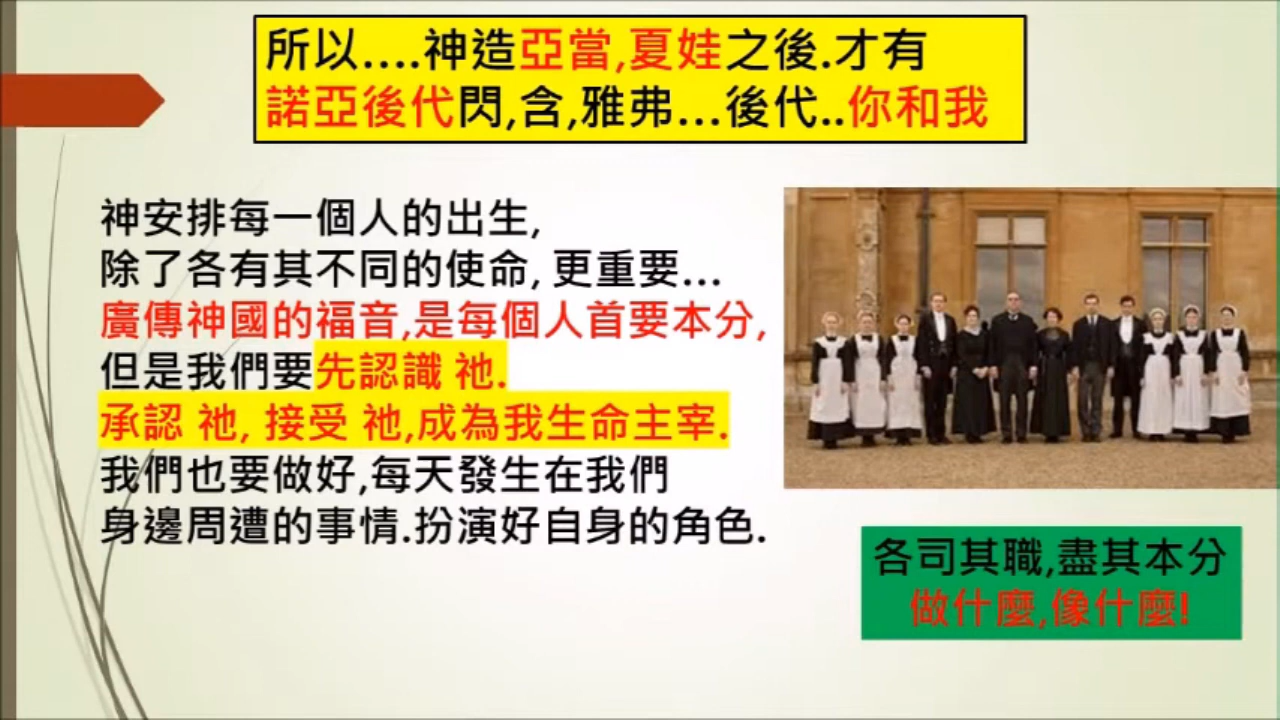 所以....神造亞當,夏娃之後.才有
諾亞後代閃,含,雅弗...後代..你和我
神安排每一個人的出生,
除了各有其不同的使命, 更重要...
廣傳神國的福音,是每個人首要本分,
但是我們要先認識 祂.
承認 祂, 接受 祂,成為我生命主宰.
我們也要做好,每天發生在我們
身邊周遭的事情.扮演好自身的角色.
各司其職,盡其本分
做什麼,像什麼!